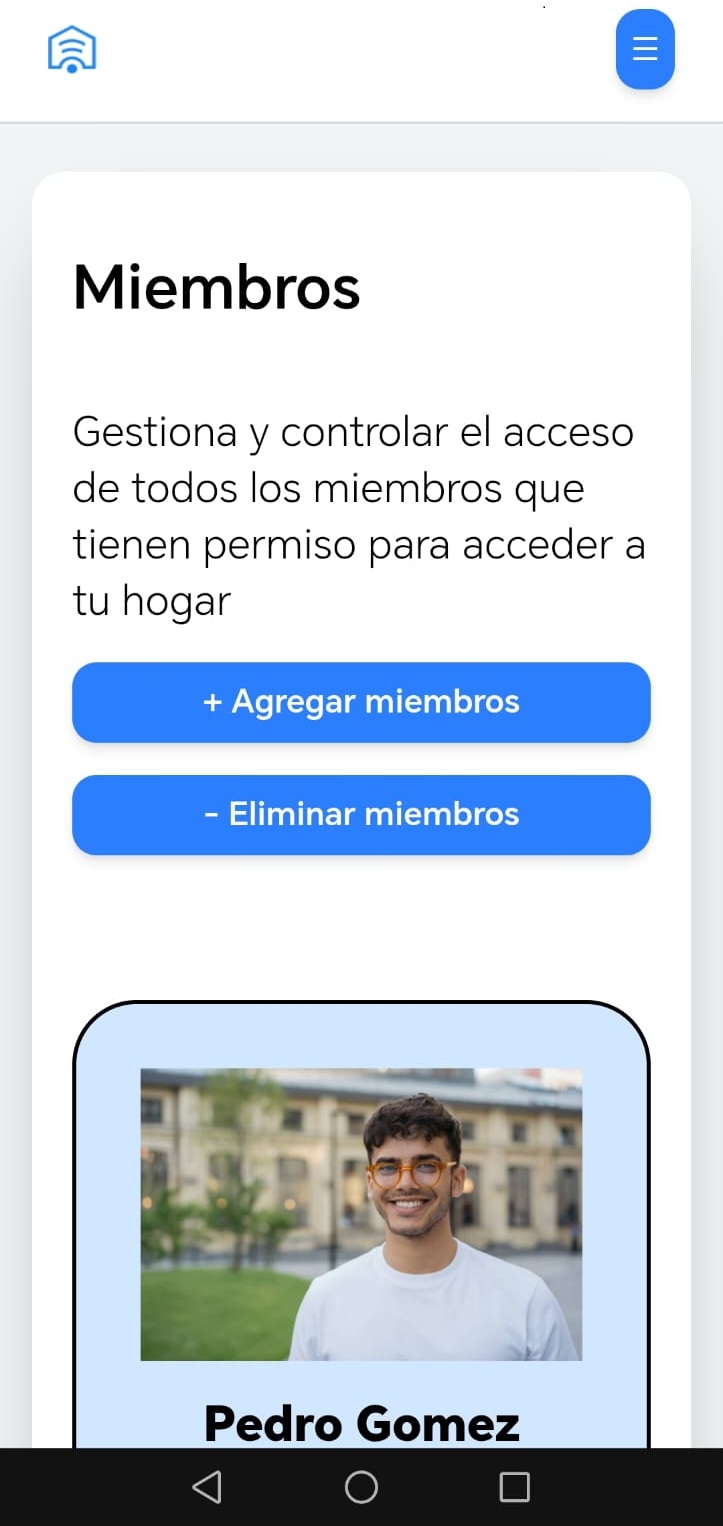 Miembros
Gestiona y controlar el acceso
de todos los miembros que
tienen permiso para acceder a
tu hogar
+ Agregar miembros
- Eliminar miembros
Pedro Gomez